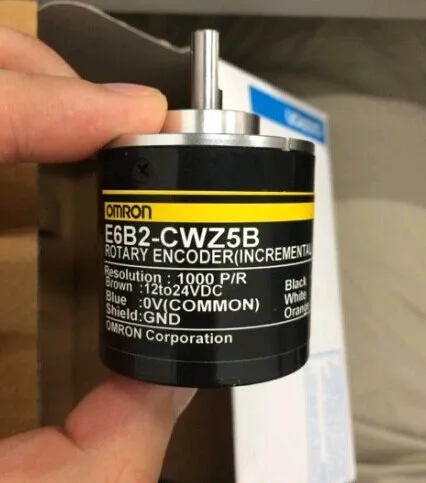 OMRON
E6B2-CWZ5B
ROTARY ENCODER(INCREMENTAL
Resolution : 1000 P/R
Brown :12to24VDC Black
Blue :0V(COMMON) White
Shield:GND Orange
OMRON Corporation